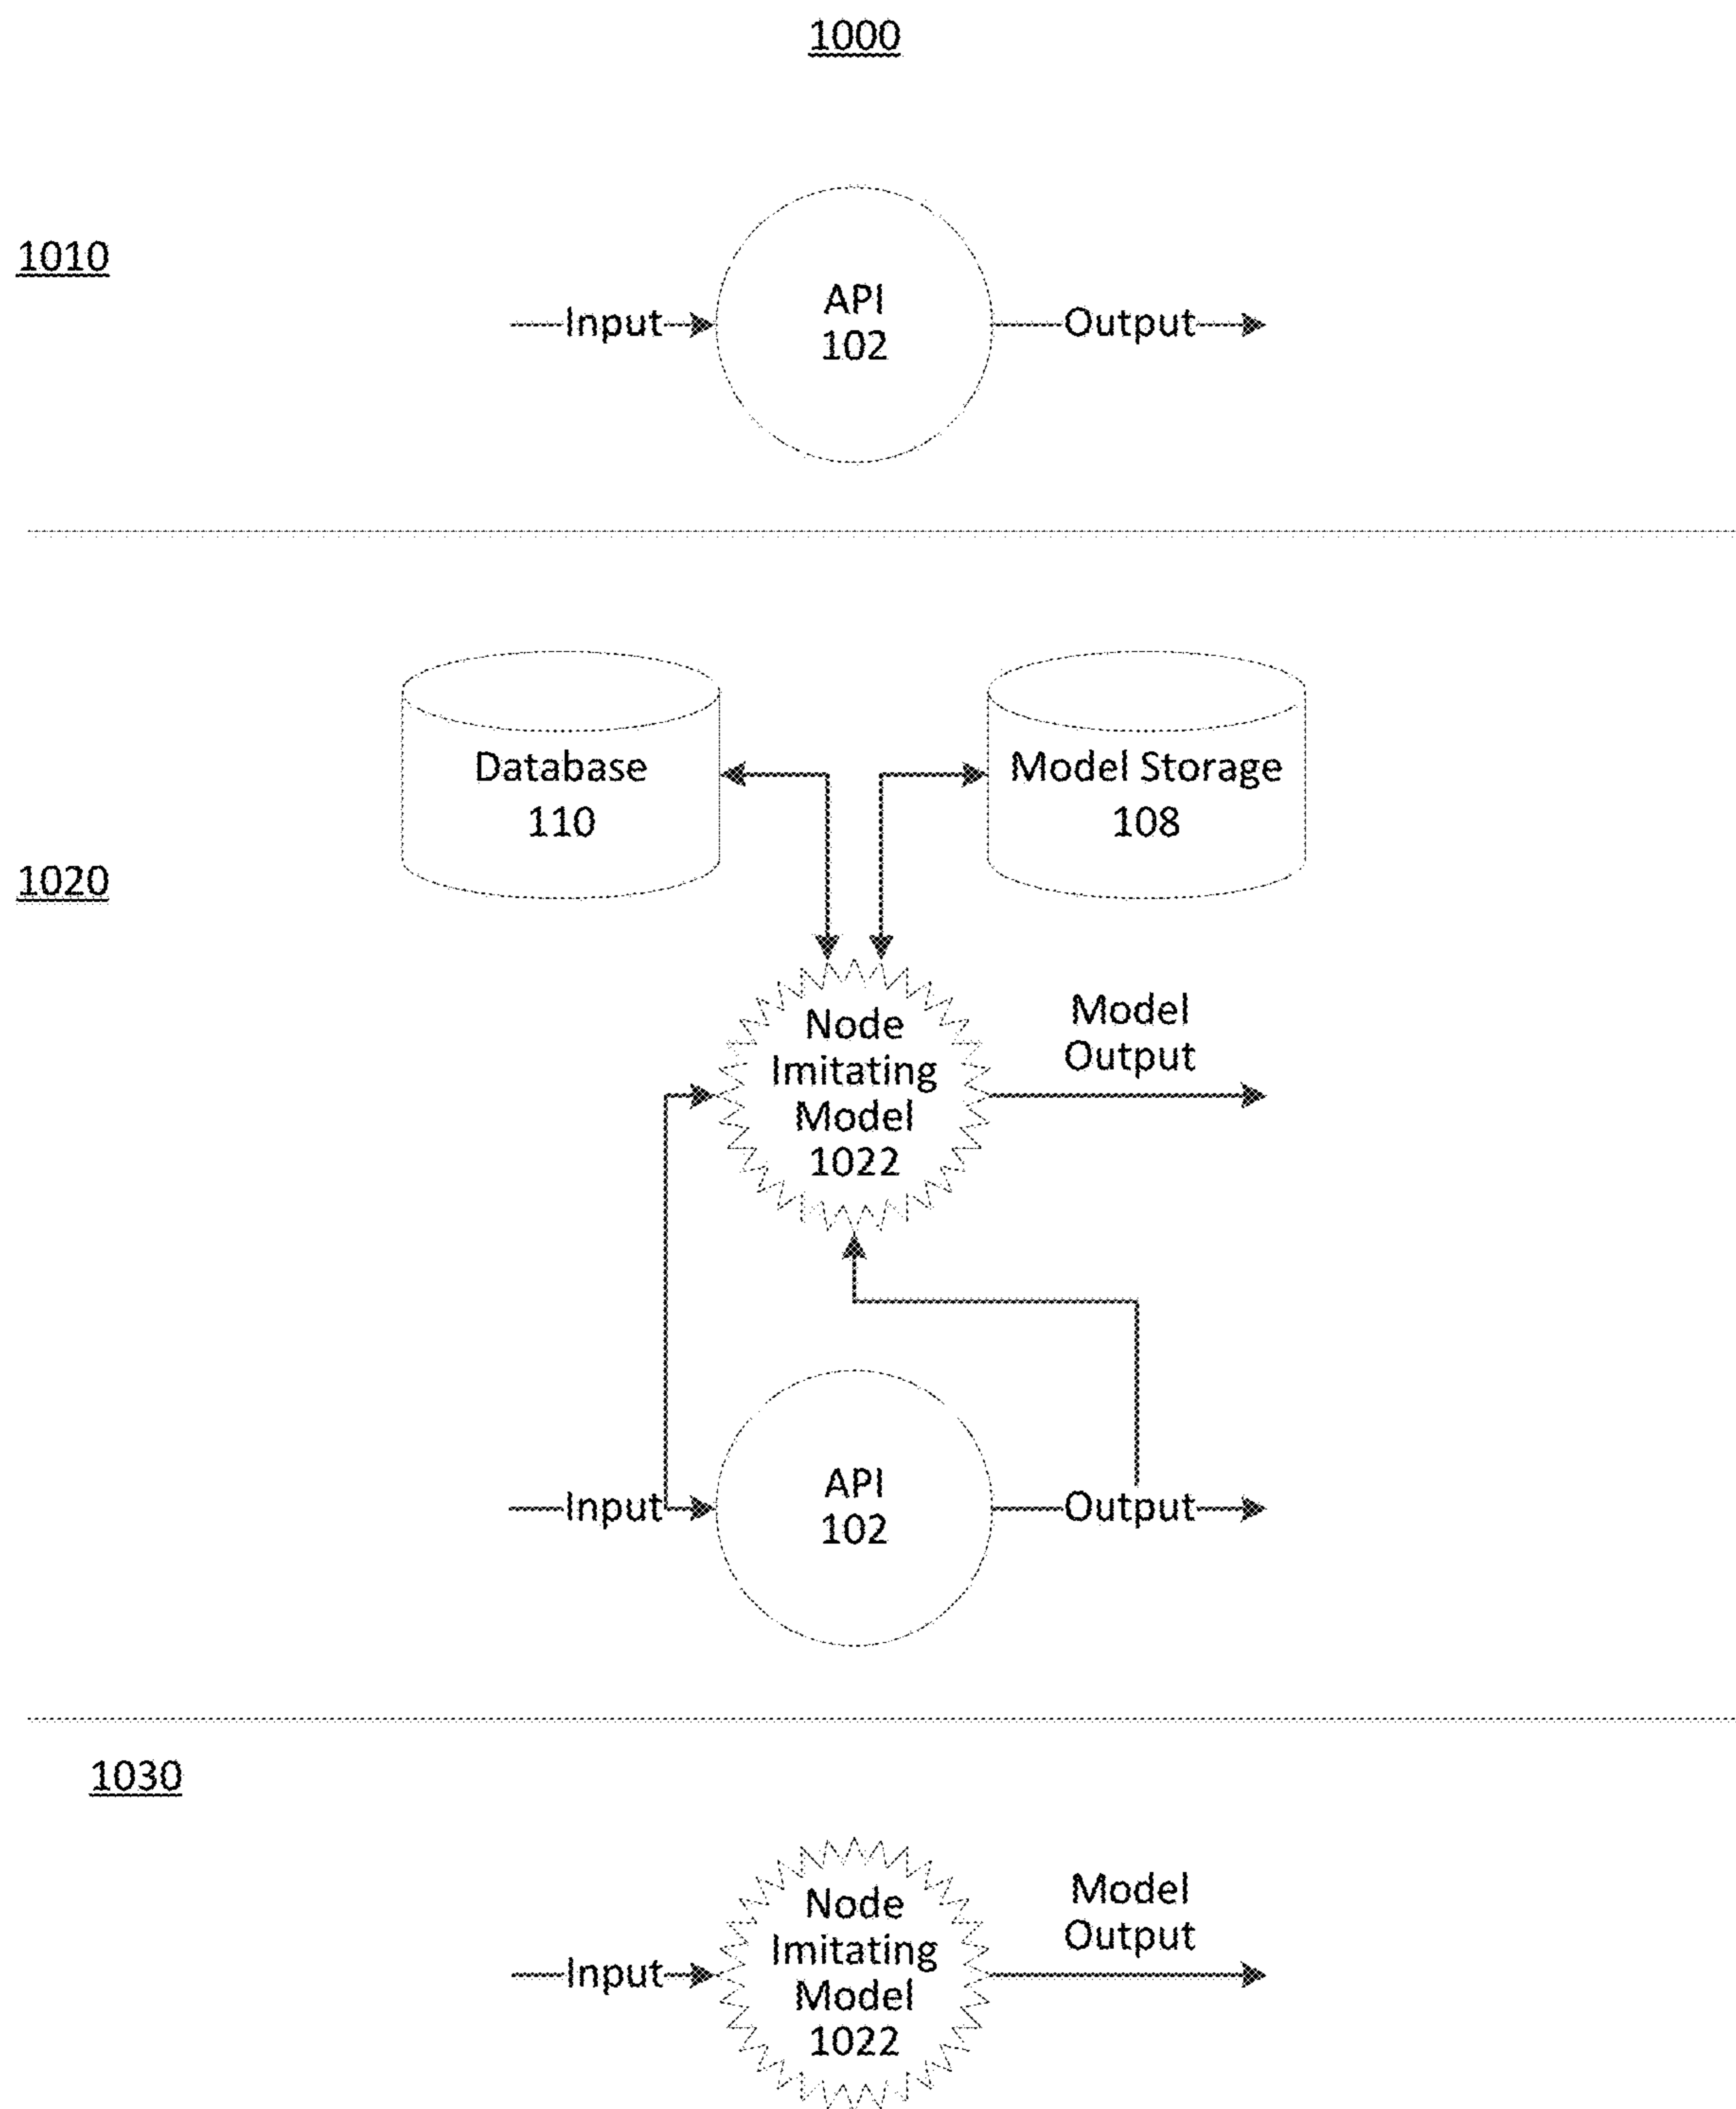 1000
1010
API
102
Input
Output
Database
110
Model Storage
108
1020
Node
Imitating
Model
1022
Model
Output
API
102
Input
Output
1030
Node
Imitating
Model
1022
Model
Output
Input